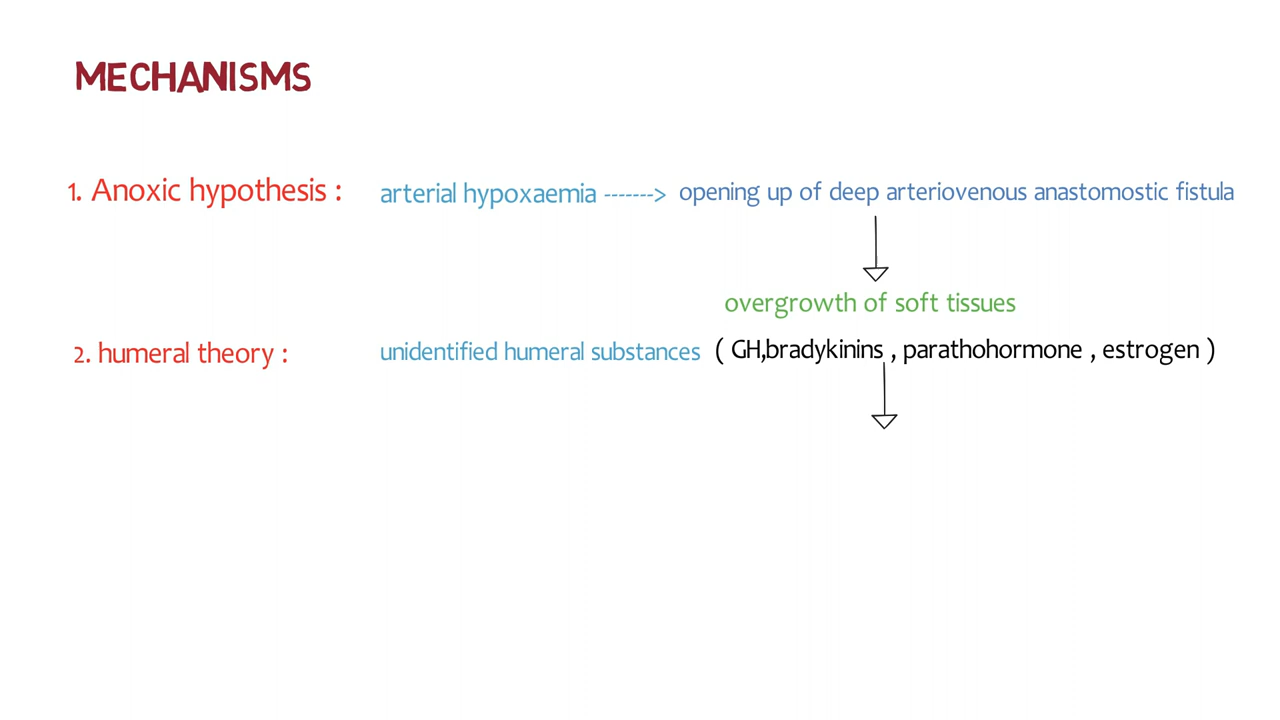 MECHANISMS
1. Anoxic hypothesis : arterial hypoxaemia -------> opening up of deep arteriovenous anastomostic fistula
overgrowth of soft tissues
2. humeral theory : unidentified humeral substances ( GH,bradykinins , parathohormone , estrogen )